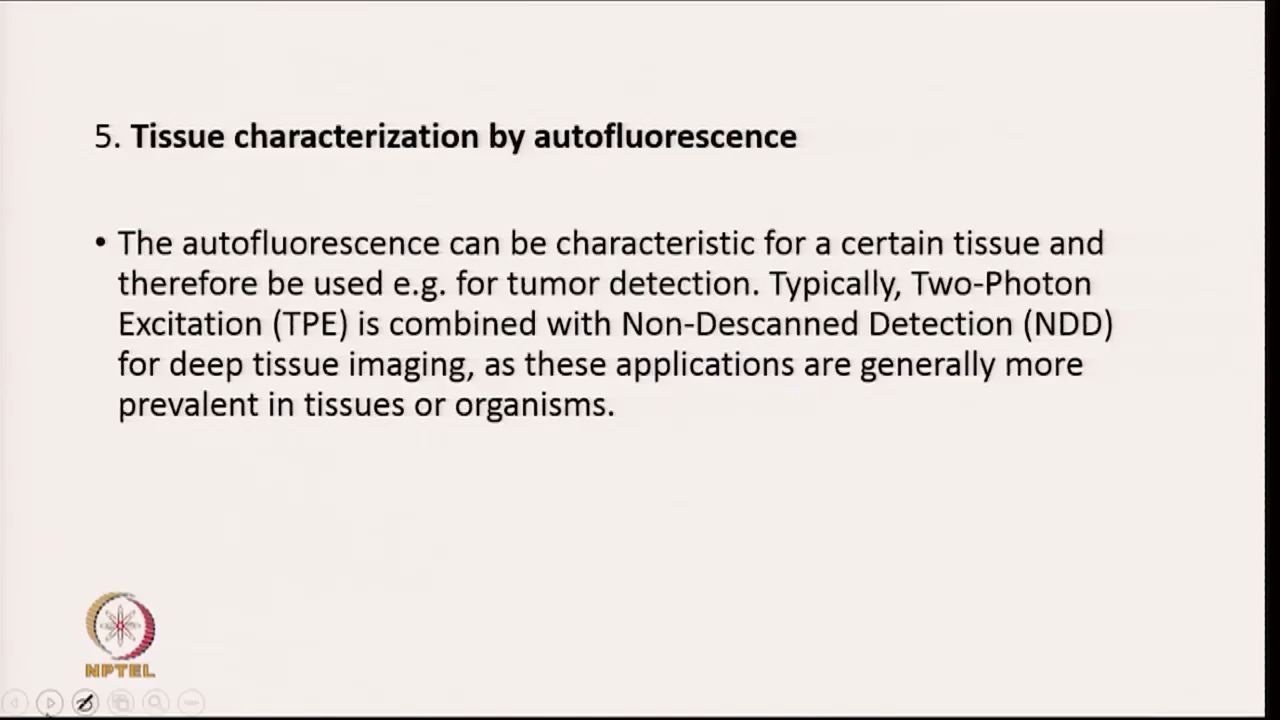 5. Tissue characterization by autofluorescence
• The autofluorescence can be characteristic for a certain tissue and
therefore be used e.g. for tumor detection. Typically, Two-Photon
Excitation (TPE) is combined with Non-Descanned Detection (NDD)
for deep tissue imaging, as these applications are generally more
prevalent in tissues or organisms.
NPTEL